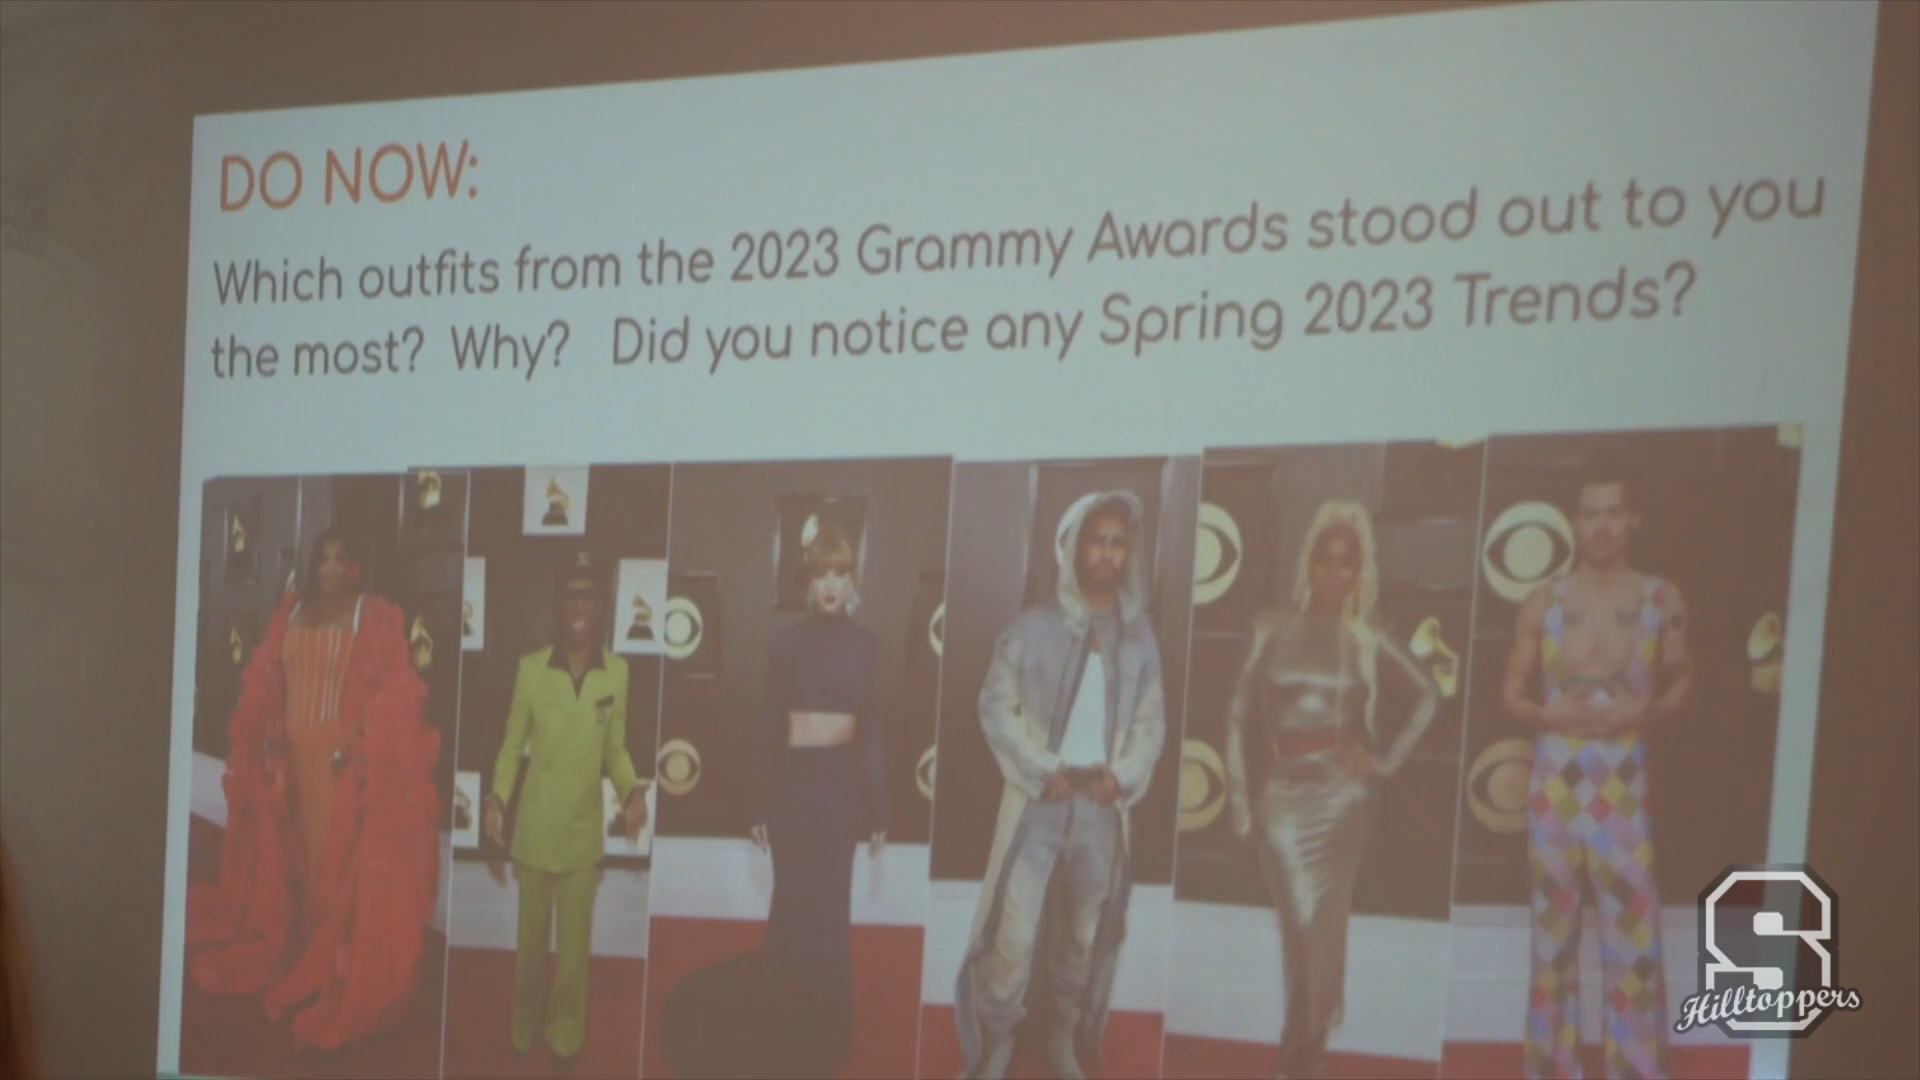 DO NOW:
Which outfits from the 2023 Grammy Awards stood out to you
the most? Why? Did you notice any Spring 2023 Trends?
S
Hilltoppers